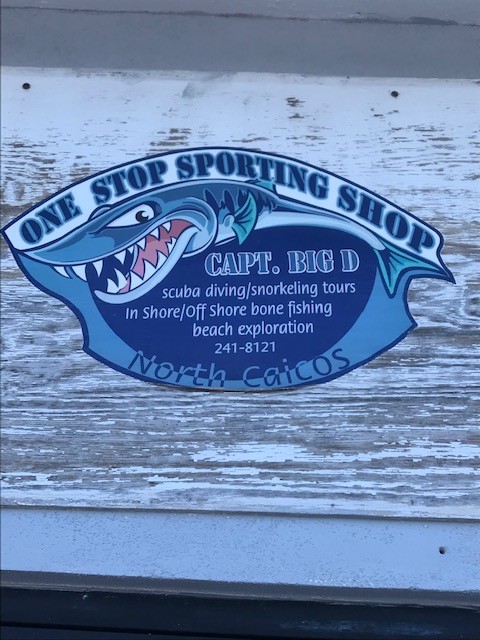 ONE STOP SPORTING SHOP
CAPT. BIG D
scuba diving/snorkeling tours
In Shore/Off Shore bone fishing
beach exploration
241-8121
North Caicos